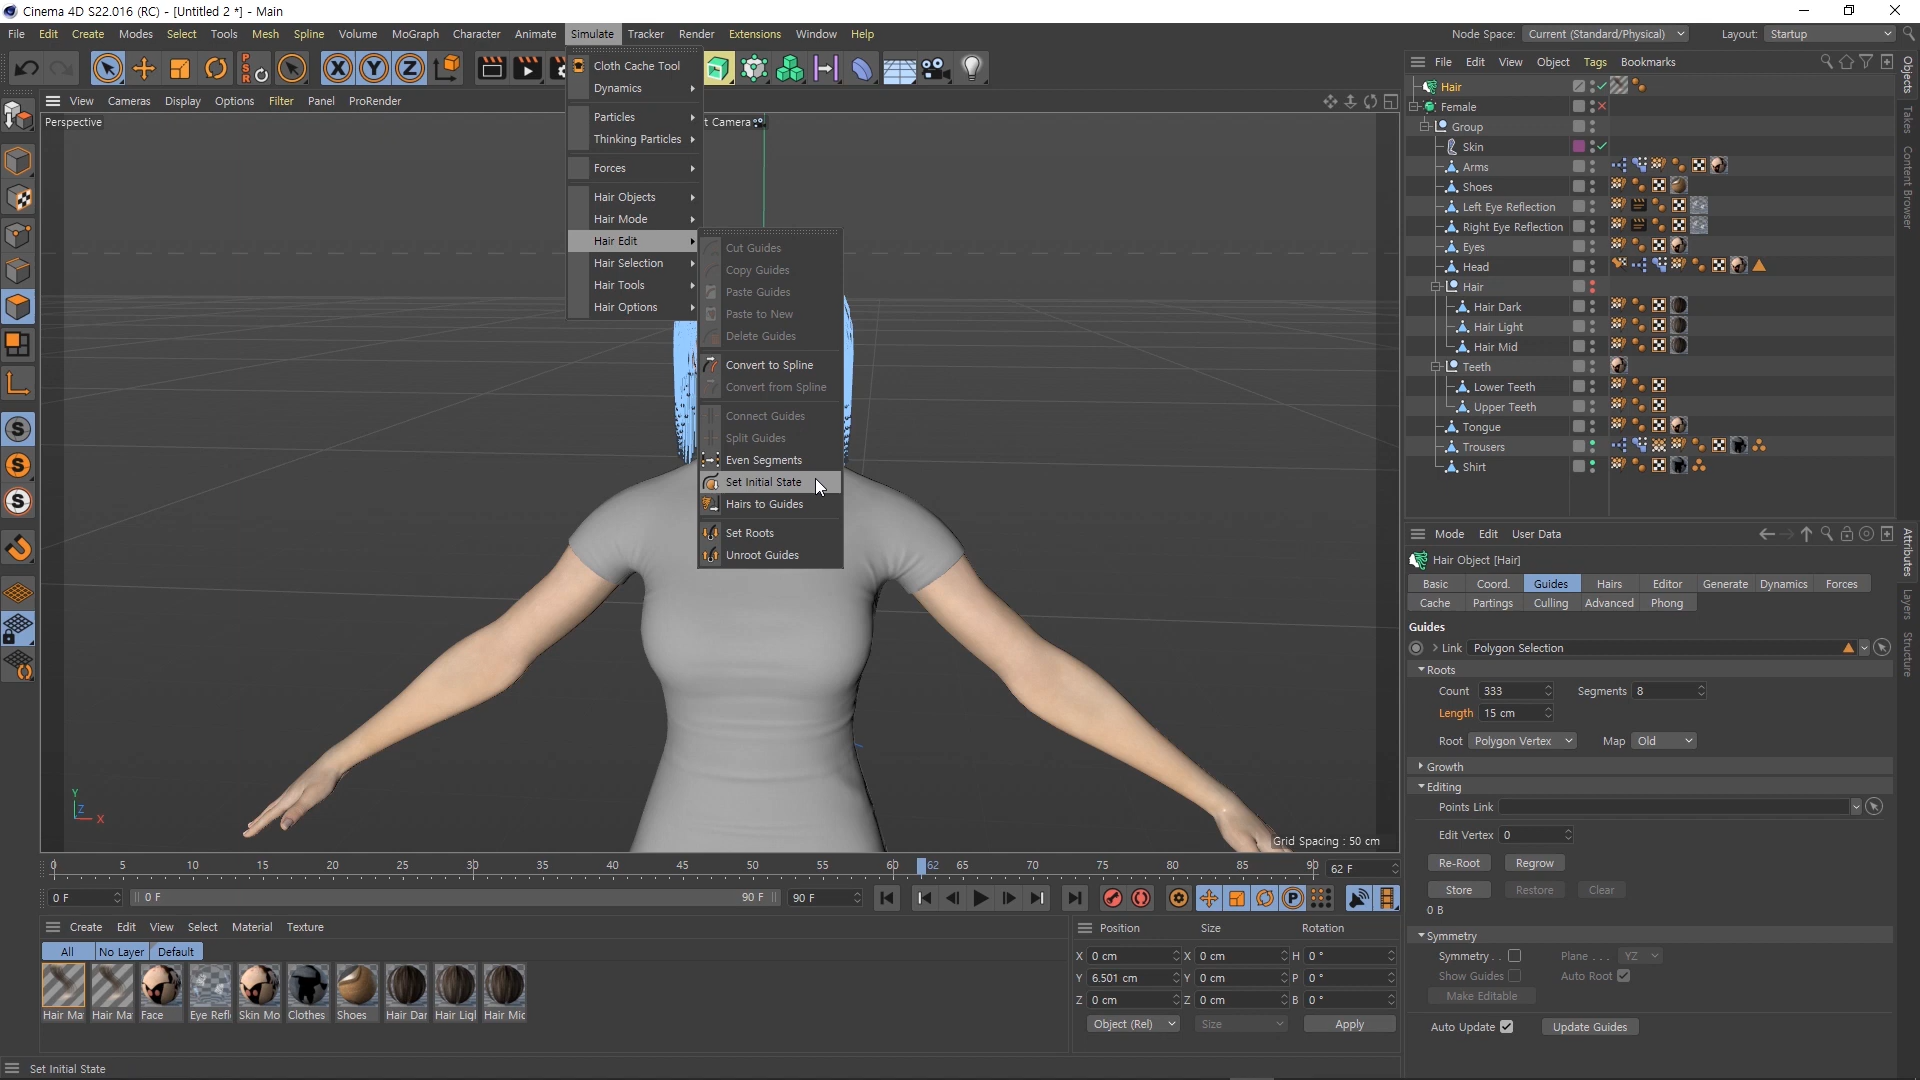 Cinema 4D S22.016 (RC) - [Untitled 2 *] - Main
File Edit Create Modes Select Tools Mesh Spline Volume MoGraph Character Animate Simulate Tracker Render Extensions Window Help
Node Space: Current (Standard/Physical) Layout: Startup
View Cameras Display Options Filter Panel ProRender
Perspective
t Camera
Cloth Cache Tool
Dynamics
Particles
Thinking Particles
Forces
Hair Objects
Hair Mode
Hair Edit
Hair Selection
Hair Tools
Hair Options
Cut Guides
Copy Guides
Paste Guides
Paste to New
Delete Guides
Convert to Spline
Convert from Spline
Connect Guides
Split Guides
Even Segments
Set Initial State
Hairs to Guides
Set Roots
Unroot Guides
Y
Z
X
Grid Spacing : 50 cm
0 5 10 15 20 25 30 35 40 45 50 55 60 62 65 70 75 80 85 90 62 F
0 F 0 F 90 F 90 F
Create Edit View Select Material Texture
All No Layer Default
Hair Ma Hair Ma Face Eye Refl Skin Mo Clothes Shoes Hair Dar Hair Ligl Hair Mic
Position Size Rotation
X 0 cm X 0 cm H 0 °
Y 6.501 cm Y 0 cm P 0 °
Z 0 cm Z 0 cm B 0 °
Object (Rel) Size Apply
Set Initial State
File Edit View Object Tags Bookmarks
Hair
Female
Group
Skin
Arms
Shoes
Left Eye Reflection
Right Eye Reflection
Eyes
Head
Hair
Hair Dark
Hair Light
Hair Mid
Teeth
Lower Teeth
Upper Teeth
Tongue
Trousers
Shirt
Objects
Takes
Content Browser
Mode Edit User Data
Hair Object [Hair]
Basic Coord. Guides Hairs Editor Generate Dynamics Forces
Cache Partings Culling Advanced Phong
Guides
Link Polygon Selection
Roots
Count 333 Segments 8
Length 15 cm
Root Polygon Vertex Map Old
Growth
Editing
Points Link
Edit Vertex 0
Re-Root Regrow
Store Restore Clear
0 B
Symmetry
Symmetry . . Plane . . . YZ
Show Guides Auto Root
Make Editable
Auto Update Update Guides
Attributes
Layers
Structure